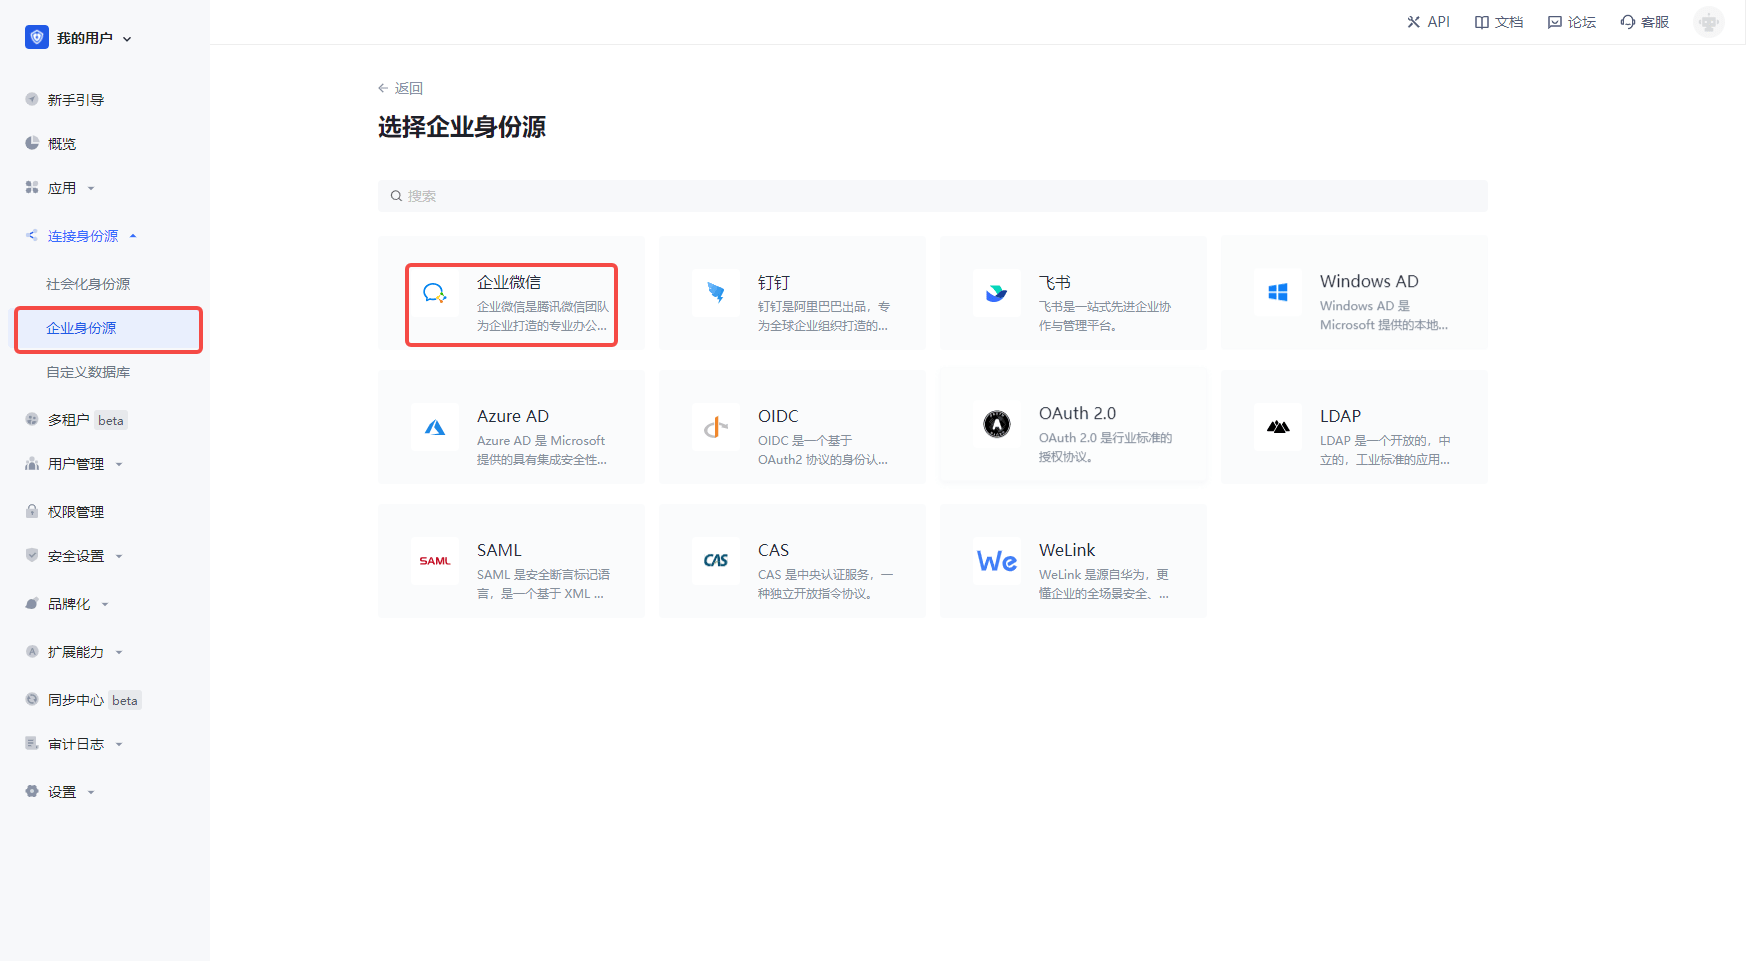 我的用户
API
文档
论坛
客服
新手引导
概览
应用
连接身份源
社会化身份源
企业身份源
自定义数据库
多租户 beta
用户管理
权限管理
安全设置
品牌化
扩展能力
同步中心 beta
审计日志
设置
返回
选择企业身份源
搜索
企业微信
企业微信是腾讯微信团队
为企业打造的专业办公...
钉钉
钉钉是阿里巴巴出品，专
为全球企业组织打造的...
飞书
飞书是一站式先进企业协
作与管理平台。
Windows AD
Windows AD 是
Microsoft 提供的本地...
Azure AD
Azure AD 是 Microsoft
提供的具有集成安全性...
OIDC
OIDC 是一个基于
OAuth2 协议的身份认...
OAuth 2.0
OAuth 2.0 是行业标准的
授权协议。
LDAP
LDAP 是一个开放的，中
立的，工业标准的应用...
SAML
SAML
SAML 是安全断言标记语
言，是一个基于 XML ...
CAS
CAS
CAS 是中央认证服务，一
种独立开放指令协议。
We
WeLink
WeLink 是源自华为，更
懂企业的全场景安全、...